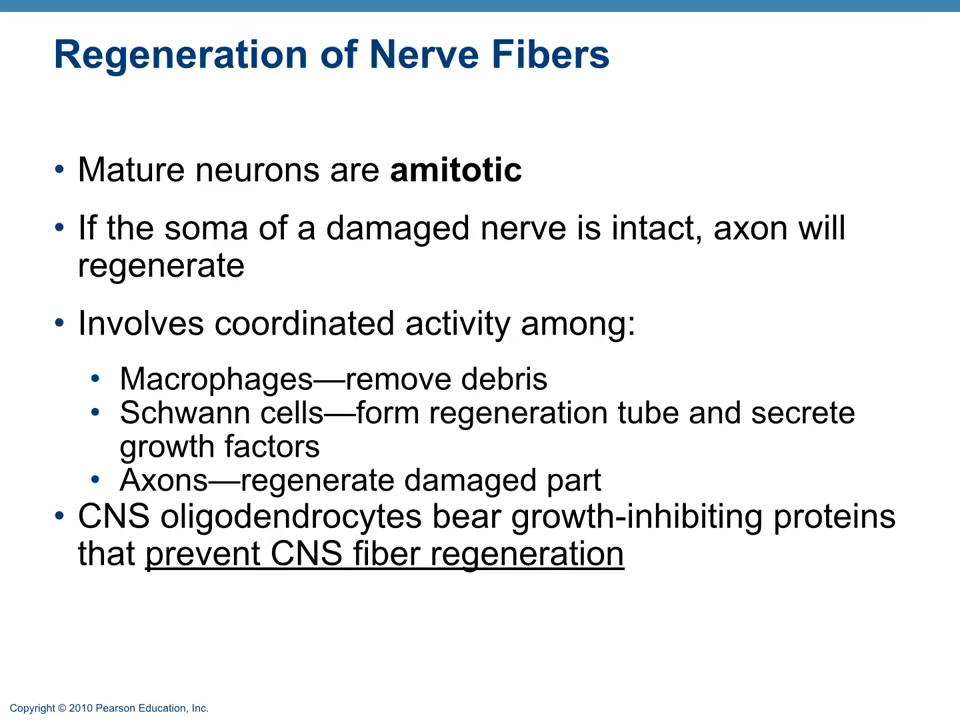 Regeneration of Nerve Fibers
• Mature neurons are amitotic
• If the soma of a damaged nerve is intact, axon will
regenerate
• Involves coordinated activity among:
• Macrophages—remove debris
• Schwann cells—form regeneration tube and secrete
growth factors
• Axons—regenerate damaged part
• CNS oligodendrocytes bear growth-inhibiting proteins
that prevent CNS fiber regeneration
Copyright © 2010 Pearson Education, Inc.